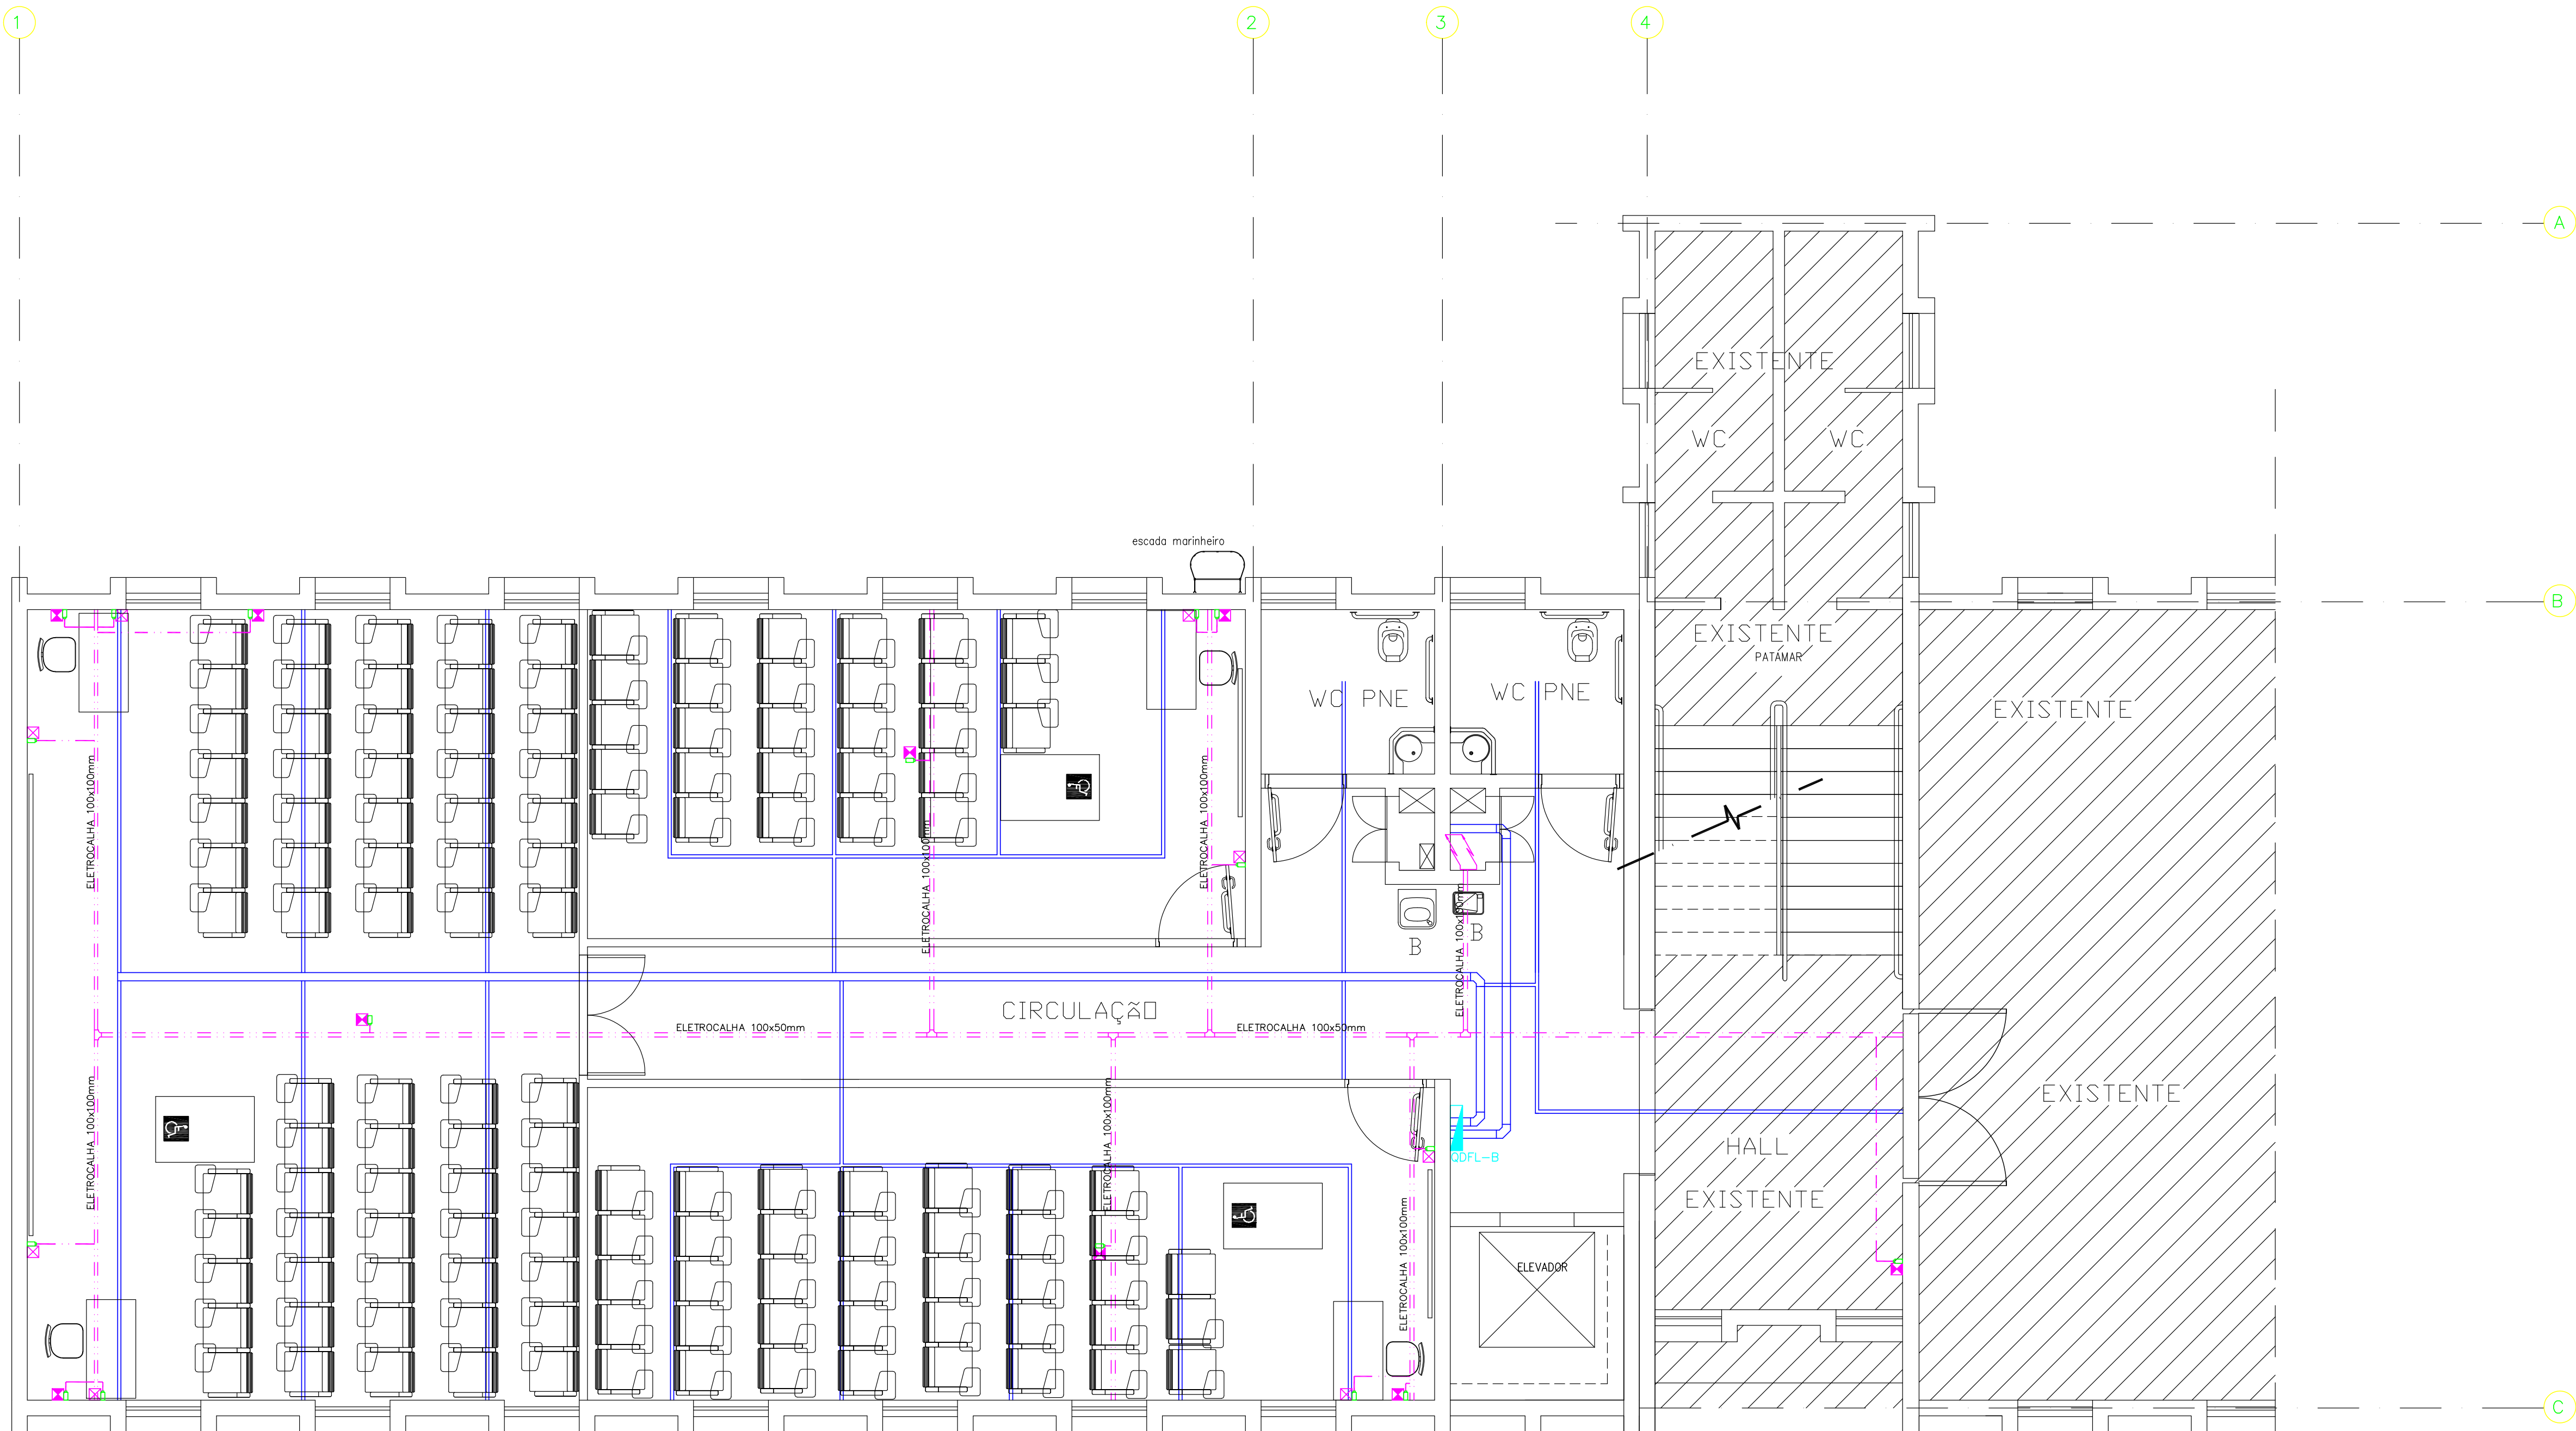 1
2
3
4
A
EXISTENTE
WC
WC
escada marinheiro
B
EXISTENTE
PATAMAR
WC PNE
WC PNE
EXISTENTE
ELETROCALHA 100x100mm
ELETROCALHA 100x100mm
ELETROCALHA 100x100mm
ELETROCALHA 100x100mm
B
B
CIRCULAÇÃO
ELETROCALHA 100x50mm
ELETROCALHA 100x50mm
ELETROCALHA 100x100mm
ELETROCALHA 100x100mm
ELETROCALHA 100x100mm
EXISTENTE
HALL
QDFL-B
EXISTENTE
ELEVADOR
C